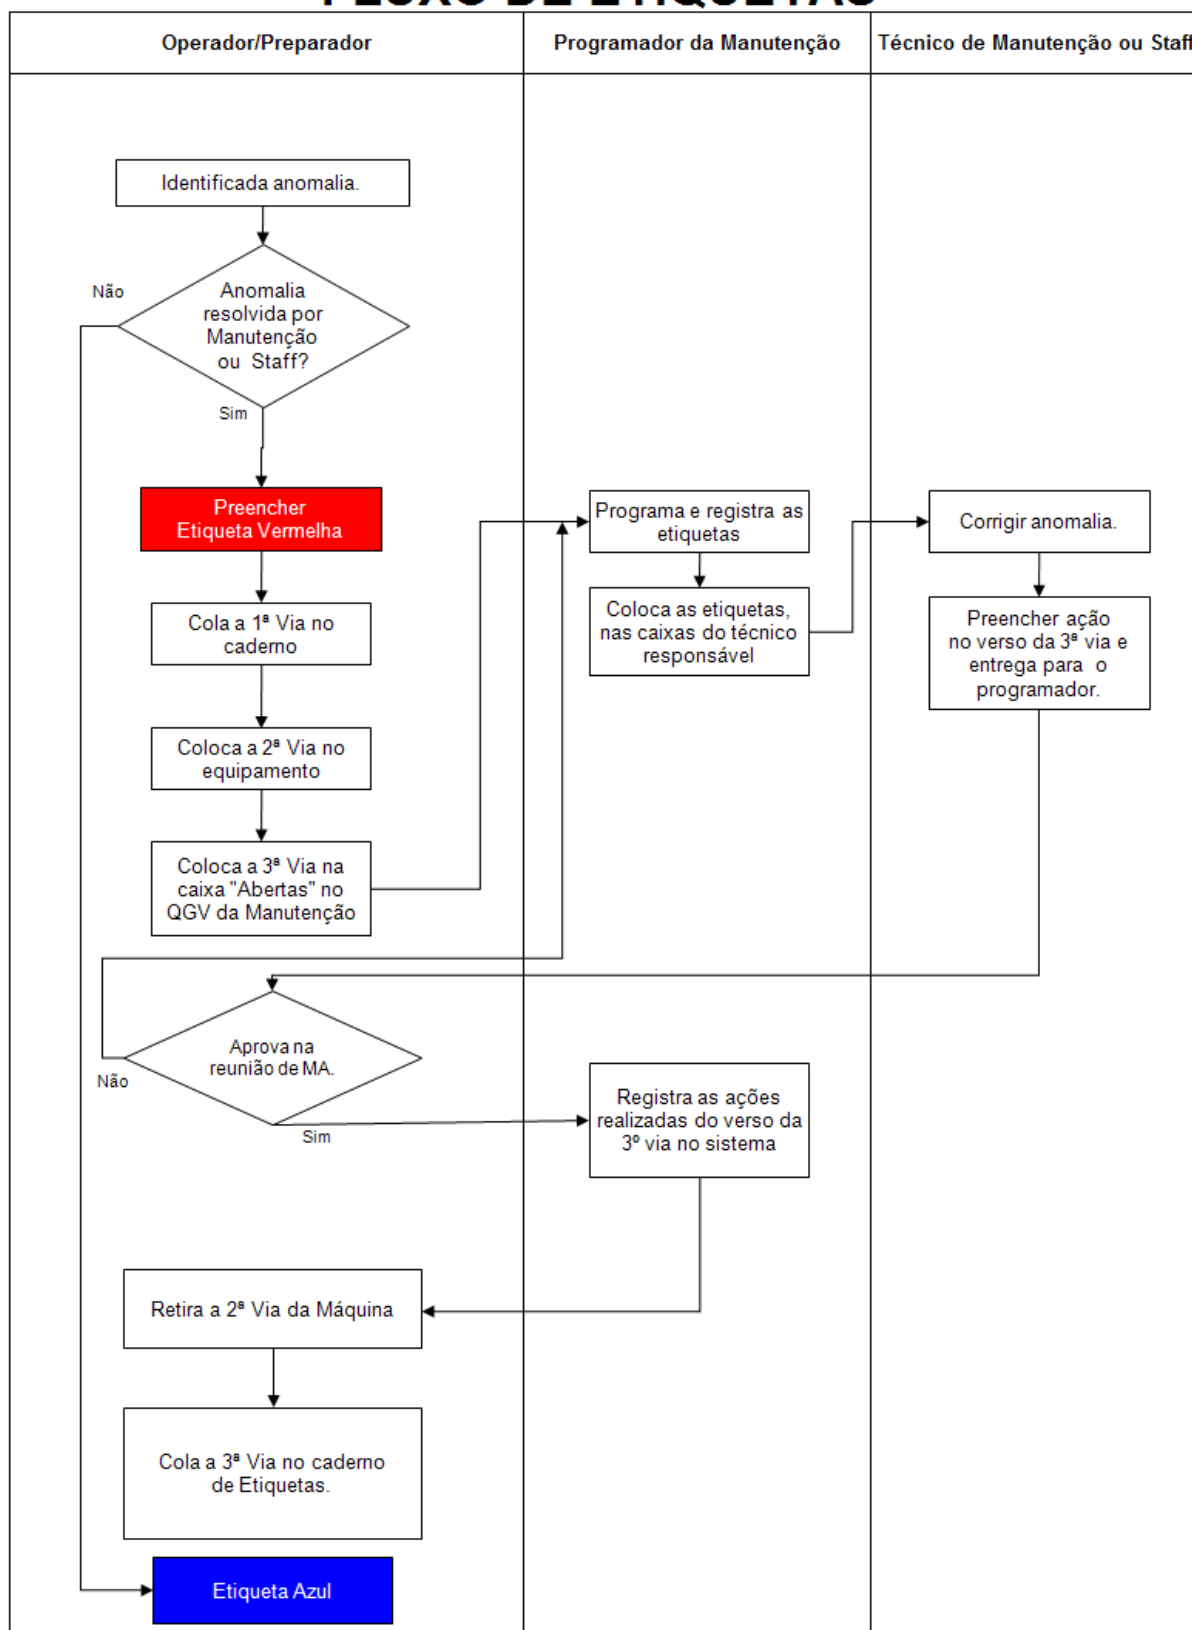 FLUXO DE ETIQUETAS
Operador/Preparador
Programador da Manutenção
Técnico de Manutenção ou Staff
Identificada anomalia.
Não
Anomalia
resolvida por
Manutenção
ou Staff?
Sim
Preencher
Etiqueta Vermelha
Programa e registra as
etiquetas
Corrigir anomalia.
Cola a 1ª Via no
caderno
Coloca as etiquetas,
nas caixas do técnico
responsável
Preencher ação
no verso da 3ª via e
entrega para o
programador.
Coloca a 2ª Via no
equipamento
Coloca a 3ª Via na
caixa "Abertas" no
QGV da Manutenção
Aprova na
reunião de MA.
Não
Sim
Registra as ações
realizadas do verso da
3º via no sistema
Retira a 2ª Via da Máquina
Cola a 3ª Via no caderno
de Etiquetas.
Etiqueta Azul